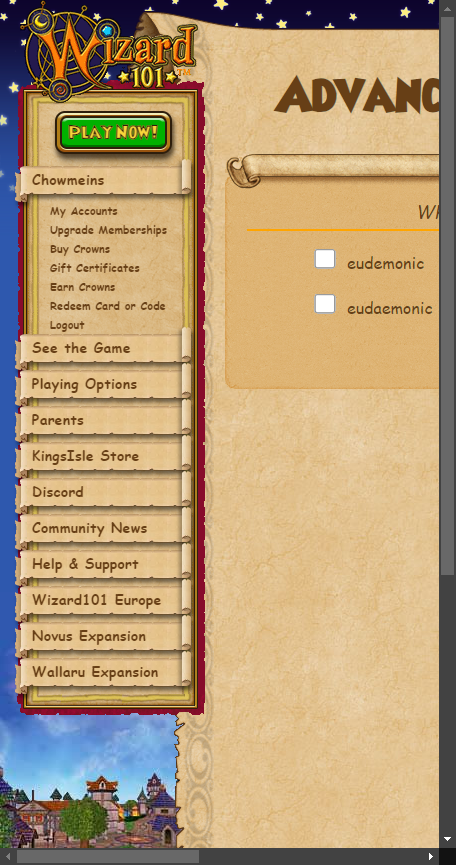 Wizard
101
PLAY NOW!
Chowmeins
My Accounts
Upgrade Memberships
Buy Crowns
Gift Certificates
Earn Crowns
Redeem Card or Code
Logout
See the Game
Playing Options
Parents
KingsIsle Store
Discord
Community News
Help & Support
Wizard101 Europe
Novus Expansion
Wallaru Expansion
ADVANC
Wh
eudemonic
eudaemonic